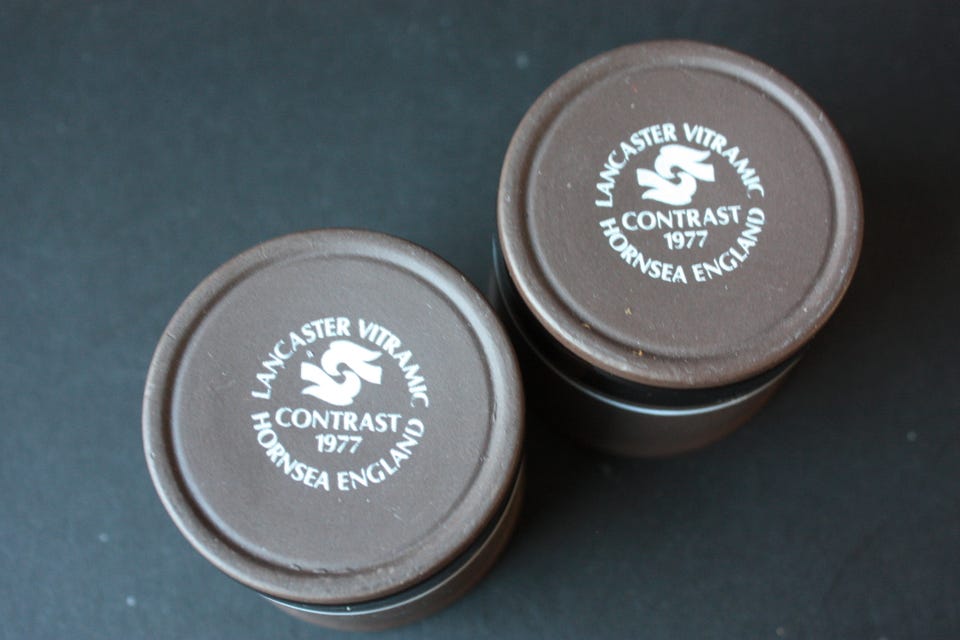 LANCASTER VITRAMIC
CONTRAST
1977
HORNSEA ENGLAND
LANCASTER VITRAMIC
CONTRAST
1977
HORNSEA ENGLAND